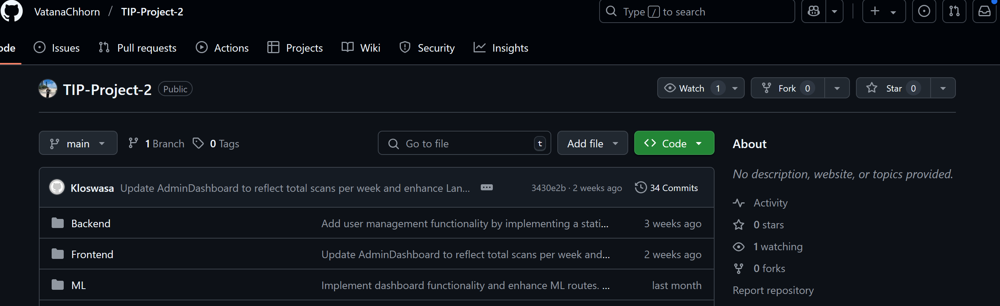 VatanaChhorn / TIP-Project-2
Type / to search
ode
Issues
Pull requests
Actions
Projects
Wiki
Security
Insights
TIP-Project-2
Public
Watch 1
Fork 0
Star 0
main
1 Branch
0 Tags
Go to file
t
Add file
Code
About
No description, website, or topics provided.
Kloswasa Update AdminDashboard to reflect total scans per week and enhance Lan...
3430e2b · 2 weeks ago
34 Commits
Backend
Add user management functionality by implementing a stati...
3 weeks ago
Frontend
Update AdminDashboard to reflect total scans per week and...
2 weeks ago
ML
Implement dashboard functionality and enhance ML routes. ...
last month
Activity
0 stars
1 watching
0 forks
Report repository